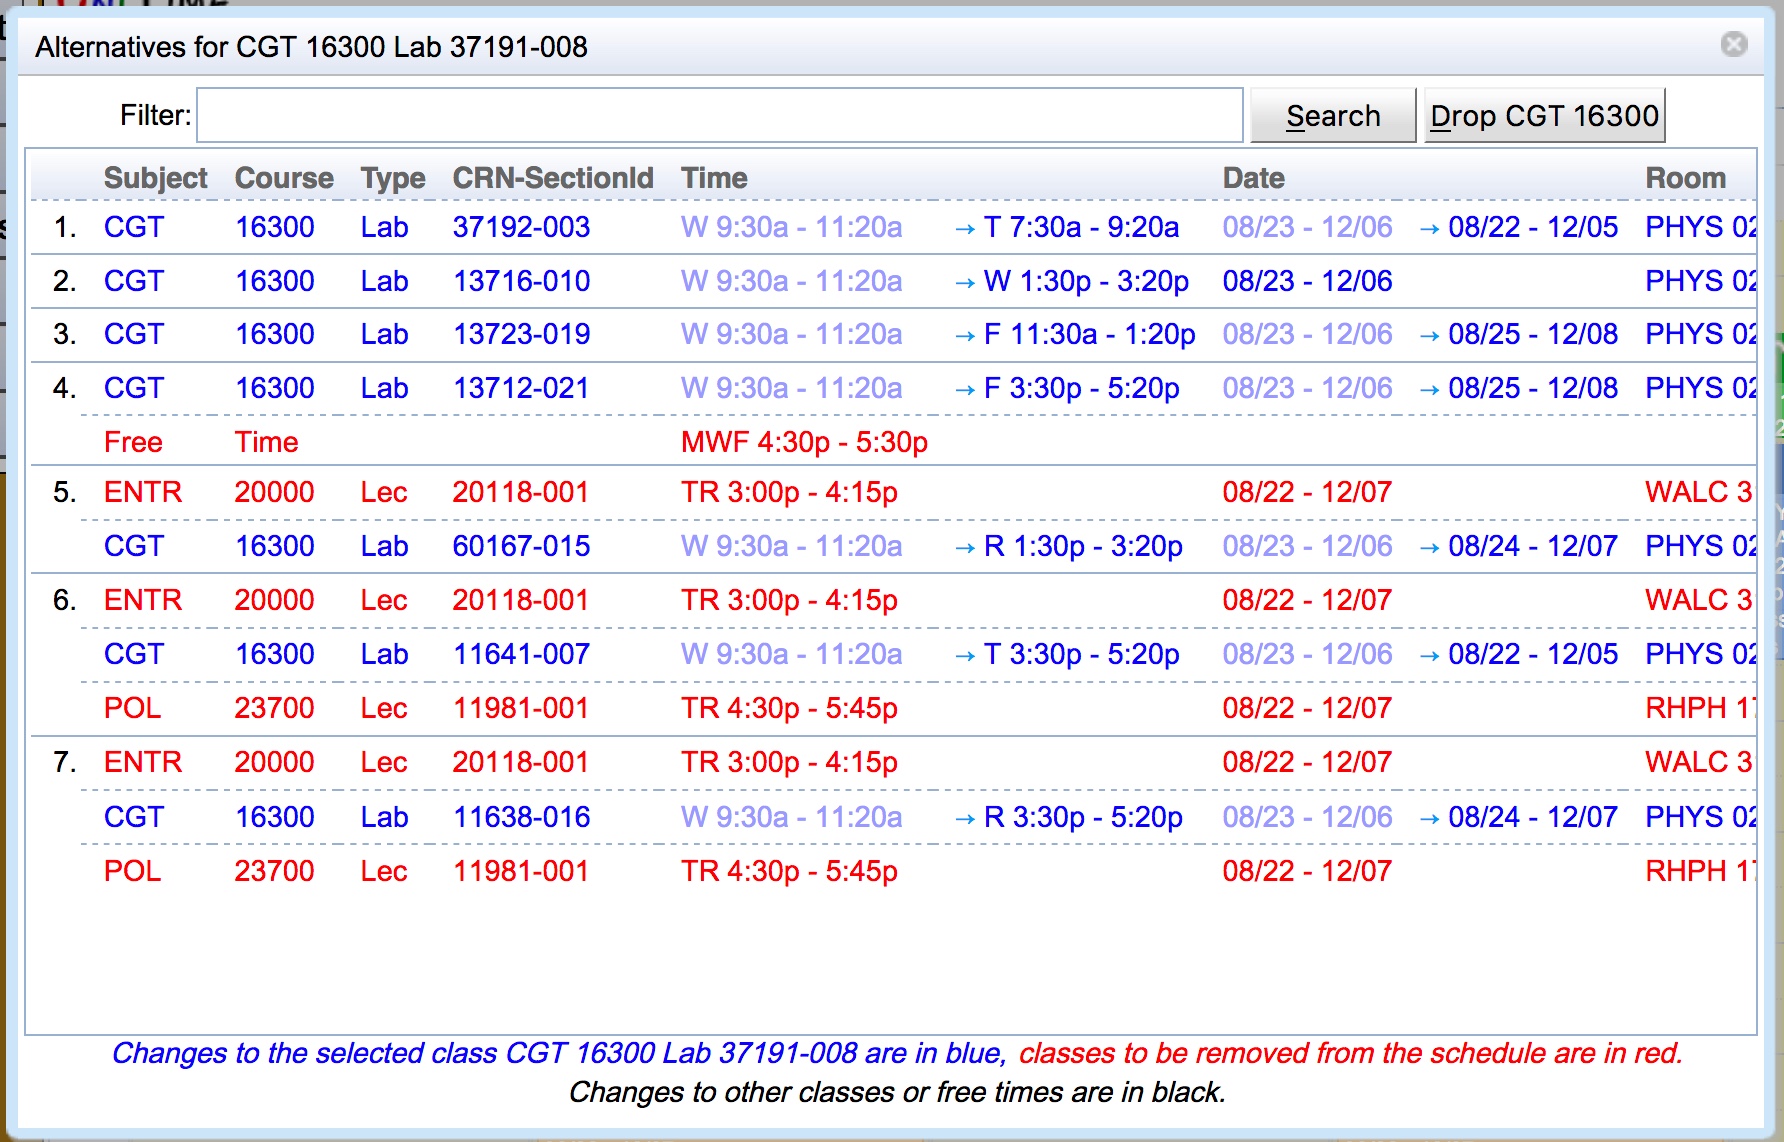 Alternatives for CGT 16300 Lab 37191-008
Filter: Search Drop CGT 16300
Subject Course Type CRN-SectionId Time Date Room
1. CGT 16300 Lab 37192-003 W 9:30a - 11:20a → T 7:30a - 9:20a 08/23 - 12/06 → 08/22 - 12/05 PHYS 02
2. CGT 16300 Lab 13716-010 W 9:30a - 11:20a → W 1:30p - 3:20p 08/23 - 12/06 PHYS 02
3. CGT 16300 Lab 13723-019 W 9:30a - 11:20a → F 11:30a - 1:20p 08/23 - 12/06 → 08/25 - 12/08 PHYS 02
4. CGT 16300 Lab 13712-021 W 9:30a - 11:20a → F 3:30p - 5:20p 08/23 - 12/06 → 08/25 - 12/08 PHYS 02
Free Time MWF 4:30p - 5:30p
5. ENTR 20000 Lec 20118-001 TR 3:00p - 4:15p 08/22 - 12/07 WALC 3
CGT 16300 Lab 60167-015 W 9:30a - 11:20a → R 1:30p - 3:20p 08/23 - 12/06 → 08/24 - 12/07 PHYS 02
6. ENTR 20000 Lec 20118-001 TR 3:00p - 4:15p 08/22 - 12/07 WALC 3
CGT 16300 Lab 11641-007 W 9:30a - 11:20a → T 3:30p - 5:20p 08/23 - 12/06 → 08/22 - 12/05 PHYS 02
POL 23700 Lec 11981-001 TR 4:30p - 5:45p 08/22 - 12/07 RHPH 17
7. ENTR 20000 Lec 20118-001 TR 3:00p - 4:15p 08/22 - 12/07 WALC 3
CGT 16300 Lab 11638-016 W 9:30a - 11:20a → R 3:30p - 5:20p 08/23 - 12/06 → 08/24 - 12/07 PHYS 02
POL 23700 Lec 11981-001 TR 4:30p - 5:45p 08/22 - 12/07 RHPH 17
Changes to the selected class CGT 16300 Lab 37191-008 are in blue, classes to be removed from the schedule are in red.
Changes to other classes or free times are in black.